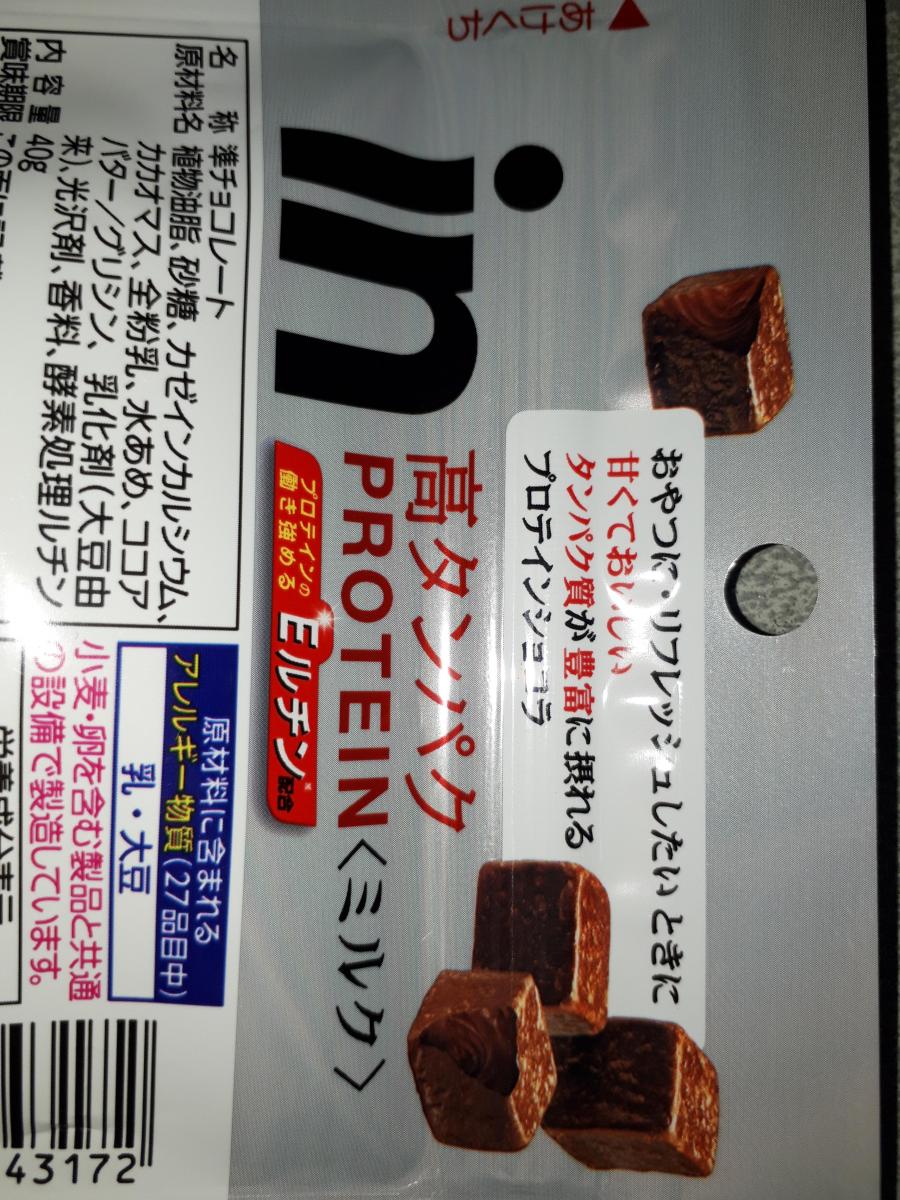 あけくち
おやつに・リフレッシュしたいときに
甘くておいしい
タンパク質が豊富に摂れる
プロテインショコラ
in
高タンパク
PROTEIN〈ミルク〉
プロテインの
働き強める
Eルチン※
配合
名称 準チョコレート
原材料名 植物油脂、砂糖、カゼインカルシウム、
カカオマス、全粉乳、水あめ、ココア
バター/グリシン、乳化剤(大豆由
来)、光沢剤、香料、酵素処理ルチン
内容量 40g
賞味期限
原材料に含まれる
アレルギー物質(27品目中)
乳・大豆
小麦・卵を含む製品と共通
の設備で製造しています。
43172